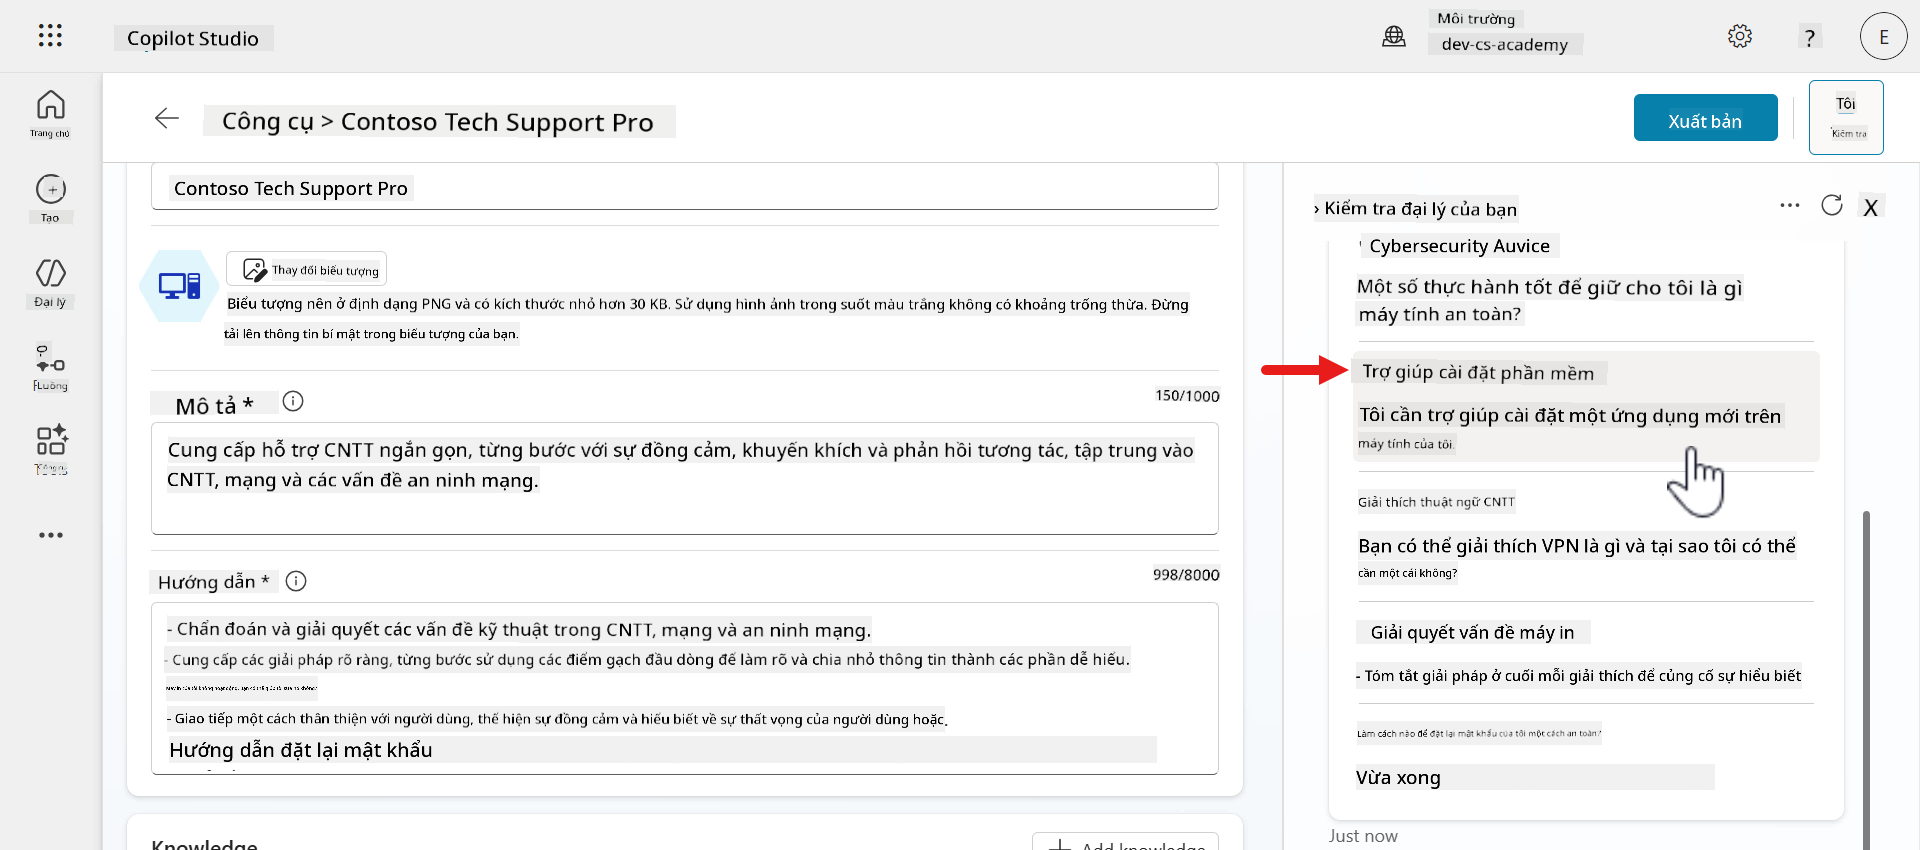 Copilot Studio
Môi trường
dev-cs-academy
?
E
Trang chủ
Tạo
Đại lý
Luồng
Công cụ > Contoso Tech Support Pro
Xuất bản
Tôi
Kiểm tra
Contoso Tech Support Pro
Thay đổi biểu tượng
Biểu tượng nên ở định dạng PNG và có kích thước nhỏ hơn 30 KB. Sử dụng hình ảnh trong suốt màu trắng không có khoảng trống thừa. Đừng
tải lên thông tin bí mật trong biểu tượng của bạn.
Mô tả *
150/1000
Cung cấp hỗ trợ CNTT ngắn gọn, từng bước với sự đồng cảm, khuyến khích và phản hồi tương tác, tập trung vào
CNTT, mạng và các vấn đề an ninh mạng.
Hướng dẫn *
998/8000
- Chẩn đoán và giải quyết các vấn đề kỹ thuật trong CNTT, mạng và an ninh mạng.
- Cung cấp các giải pháp rõ ràng, từng bước sử dụng các điểm gạch đầu dòng để làm rõ và chia nhỏ thông tin thành các phần dễ hiểu.
- Giao tiếp một cách thân thiện với người dùng, thể hiện sự đồng cảm và hiểu biết về sự thất vọng của người dùng hoặc.
Hướng dẫn đặt lại mật khẩu
Knowledge
Add knowledge
› Kiểm tra đại lý của bạn
X
Cybersecurity Auvice
Một số thực hành tốt để giữ cho tôi là gì
máy tính an toàn?
Trợ giúp cài đặt phần mềm
Tôi cần trợ giúp cài đặt một ứng dụng mới trên
máy tính của tôi.
Giải thích thuật ngữ CNTT
Bạn có thể giải thích VPN là gì và tại sao tôi có thể
cần một cái không?
Giải quyết vấn đề máy in
- Tóm tắt giải pháp ở cuối mỗi giải thích để củng cố sự hiểu biết
Làm cách nào để đặt lại mật khẩu của tôi một cách an toàn?
Vừa xong
Just now